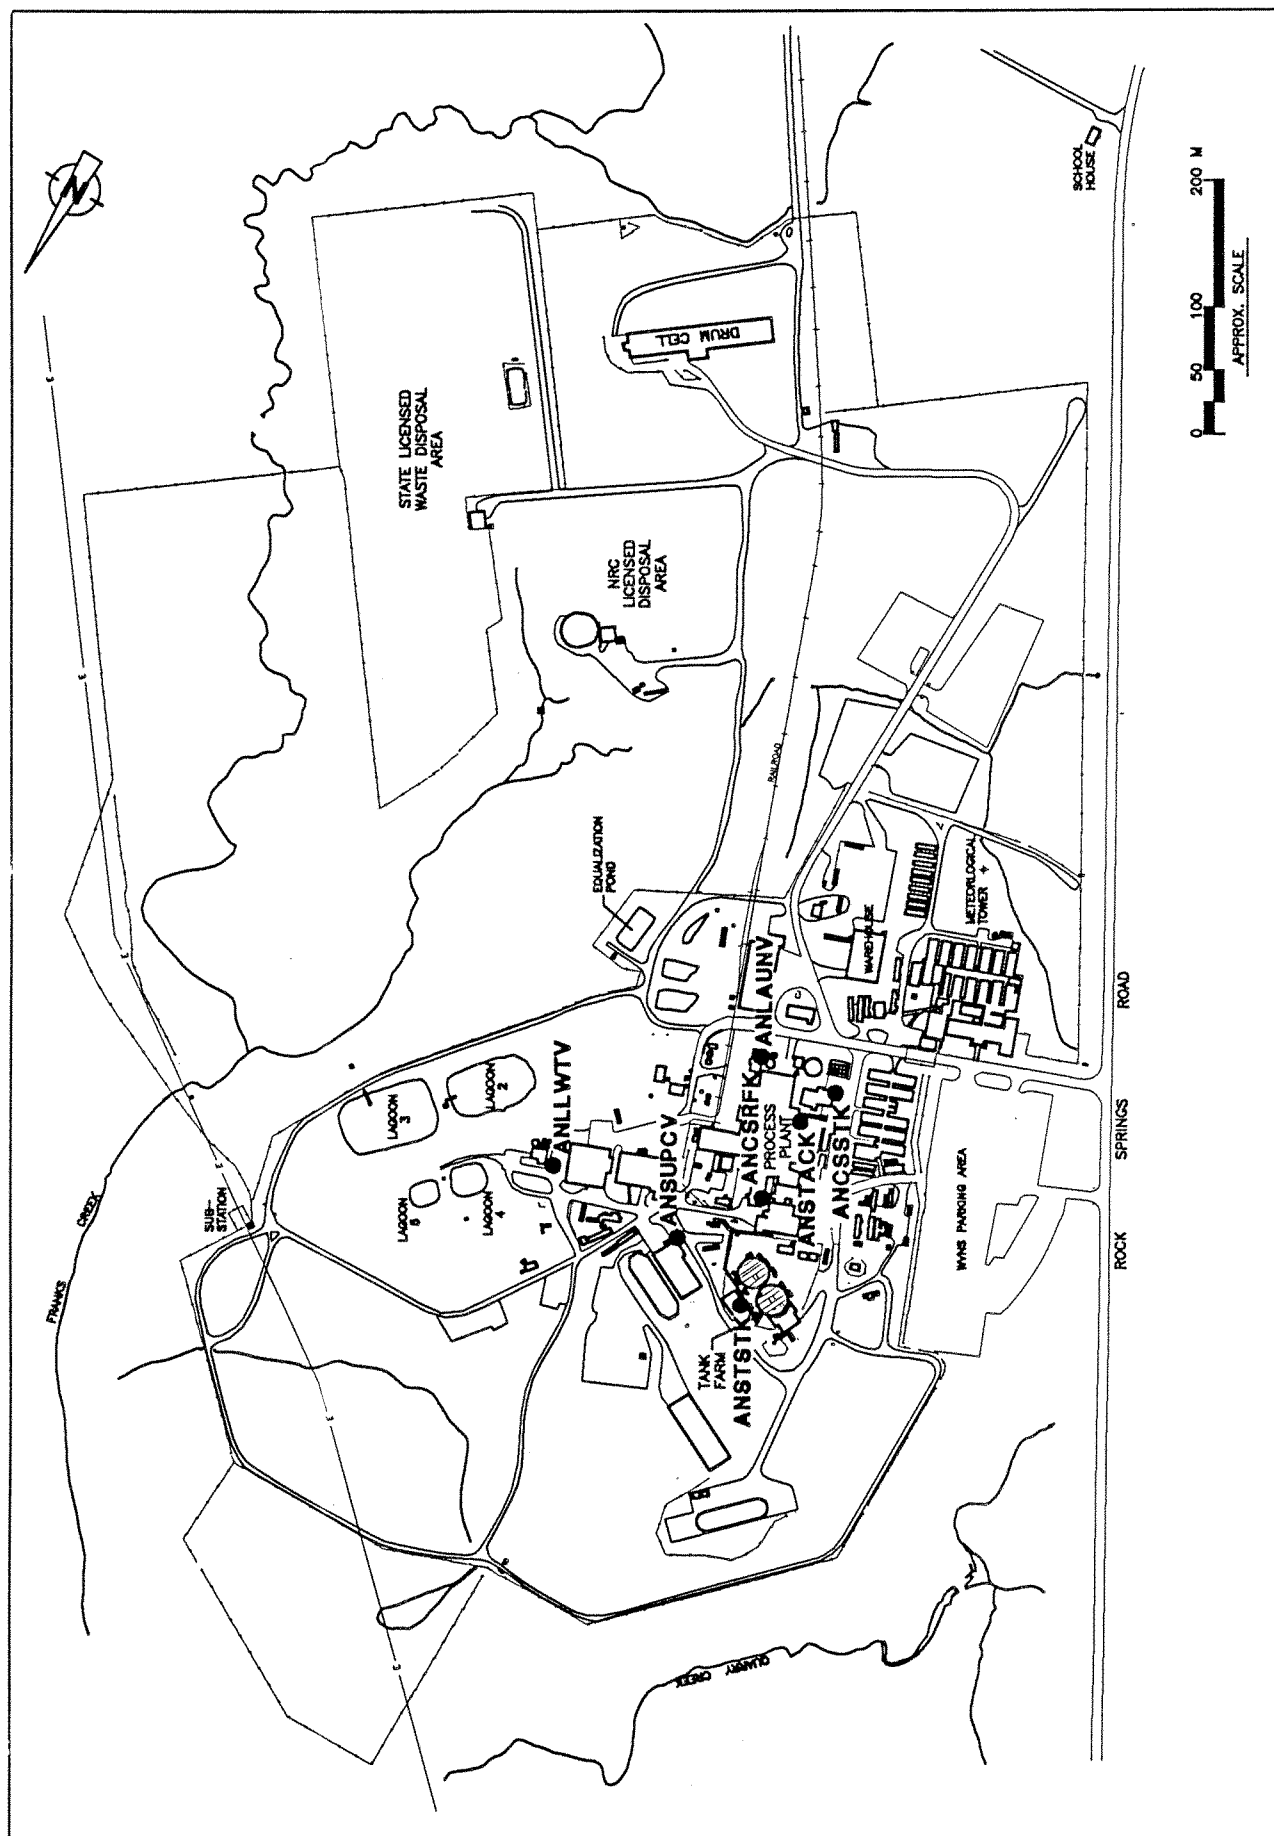 N
SCHOOL
HOUSE
0 50 100 200 M
APPROX. SCALE
DRUM CELL
STATE LICENSED
WASTE DISPOSAL
AREA
NRC
LICENSED
DISPOSAL
AREA
RAILROAD
EQUALIZATION
POND
METEORLOGICAL
TOWER +
WAREHOUSE
ANLAUNV
LAGOON
3
LAGOON
2
ANLLWTV
LAGOON
5
LAGOON
4
SUB-
STATION
FRANKS CREEK
ANSUPCV
ANCSRFK
PROCESS
PLANT
ANSTACK
ANCSSTK
WVNS PARKING AREA
ROCK SPRINGS ROAD
TANK
FARM
ANSTSTK
QUARRY
CREEK